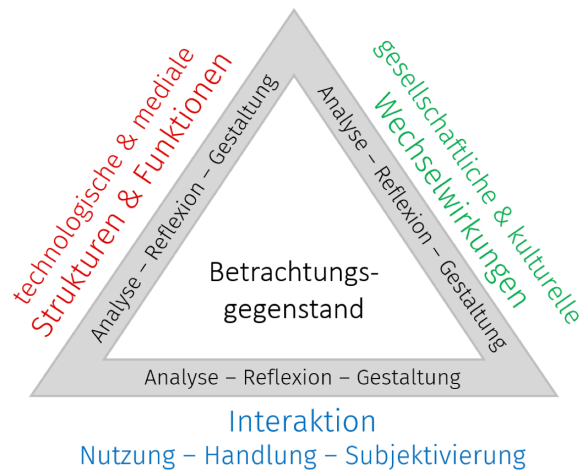 technologische & mediale
Strukturen & Funktionen
Analyse – Reflexion – Gestaltung
gesellschaftliche & kulturelle
Wechselwirkungen
Analyse – Reflexion – Gestaltung
Betrachtungs-
gegenstand
Analyse – Reflexion – Gestaltung
Interaktion
Nutzung – Handlung – Subjektivierung